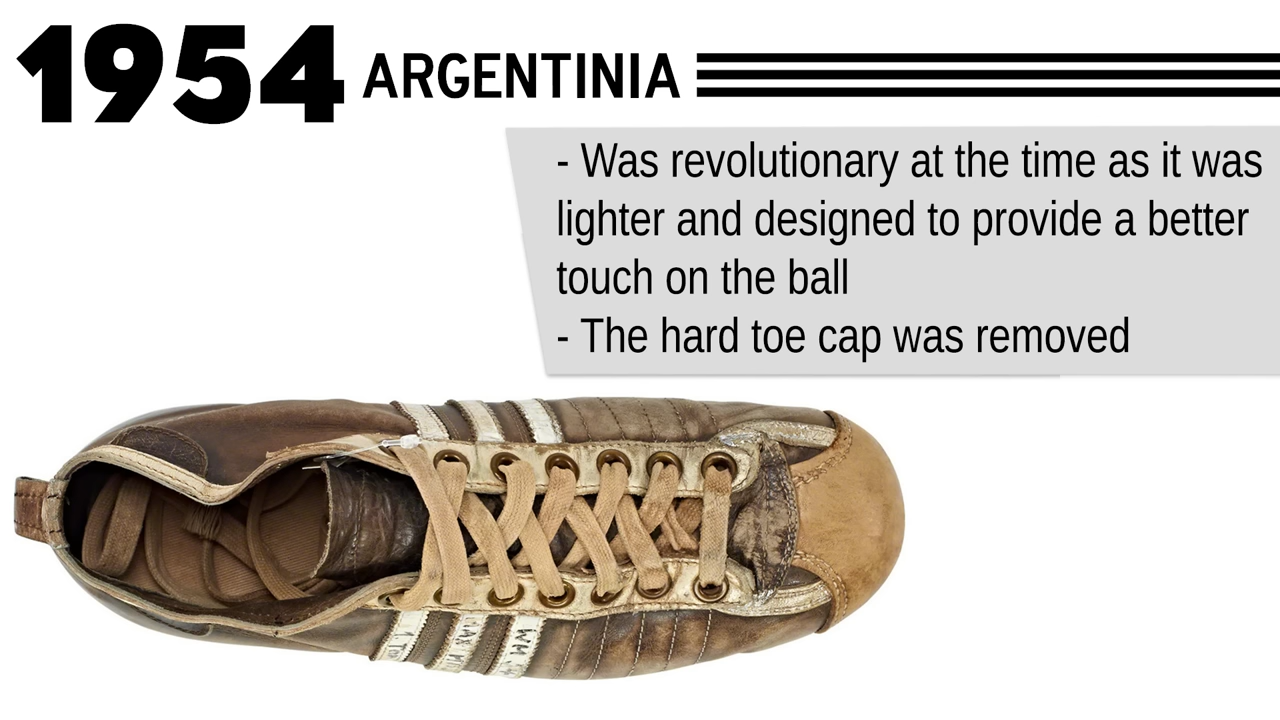 1954 ARGENTINIA
- Was revolutionary at the time as it was
lighter and designed to provide a better
touch on the ball
- The hard toe cap was removed